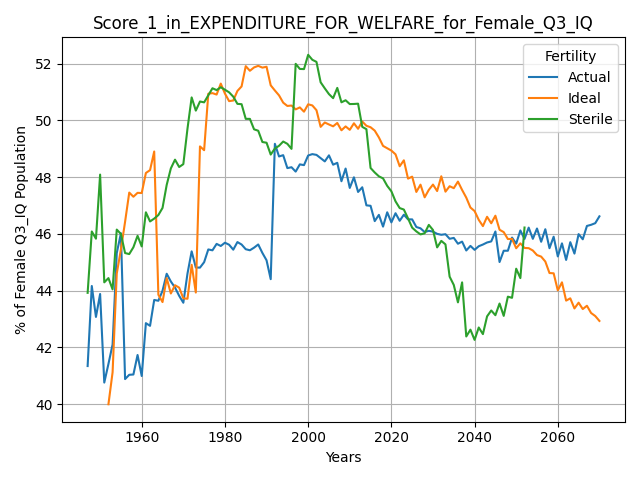 Score_1_in_EXPENDITURE_FOR_WELFARE_for_Female_Q3_IQ
% of Female Q3_IQ Population
52
50
48
46
44
42
40
Fertility
Actual
Ideal
Sterile
1960 1980 2000 2020 2040 2060
Years